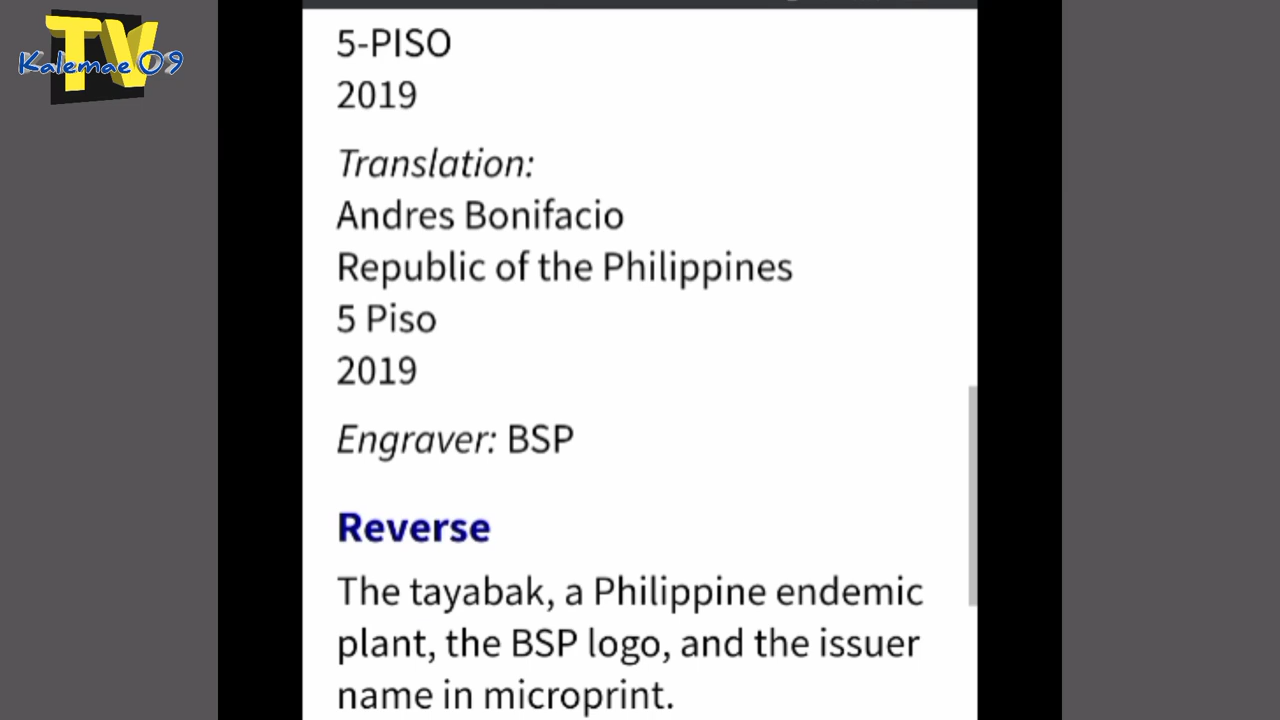 TV
Kalemae 09
5-PISO
2019
Translation:
Andres Bonifacio
Republic of the Philippines
5 Piso
2019
Engraver: BSP
Reverse
The tayabak, a Philippine endemic
plant, the BSP logo, and the issuer
name in microprint.